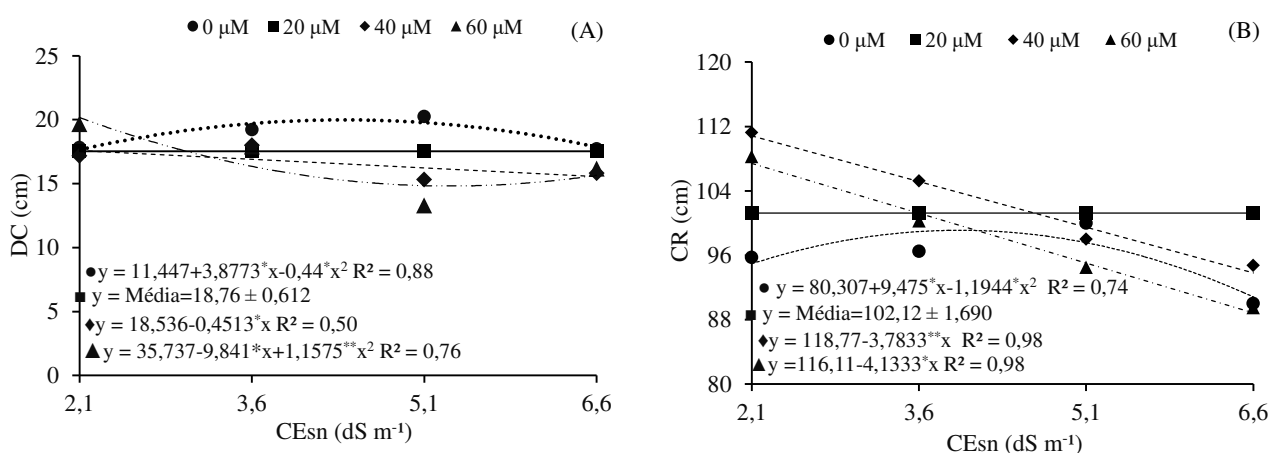 ● 0 µM ■ 20 µM ◆ 40 µM ▲ 60 µM (A)
25
20
15
10
5
0
DC (cm)
● y = 11,447+3,8773*x-0,44*x² R² = 0,88
■ y = Média=18,76 ± 0,612
◆ y = 18,536-0,4513*x R² = 0,50
▲ y = 35,737-9,841*x+1,1575**x² R² = 0,76
2,1 3,6 5,1 6,6
CEsn (dS m⁻¹)
● 0 µM ■ 20 µM ◆ 40 µM ▲ 60 µM (B)
120
112
104
96
88
80
CR (cm)
● y = 80,307+9,475*x-1,1944*x² R² = 0,74
■ y = Média=102,12 ± 1,690
◆ y = 118,77-3,7833**x R² = 0,98
▲ y =116,11-4,1333*x R² = 0,98
2,1 3,6 5,1 6,6
CEsn (dS m⁻¹)